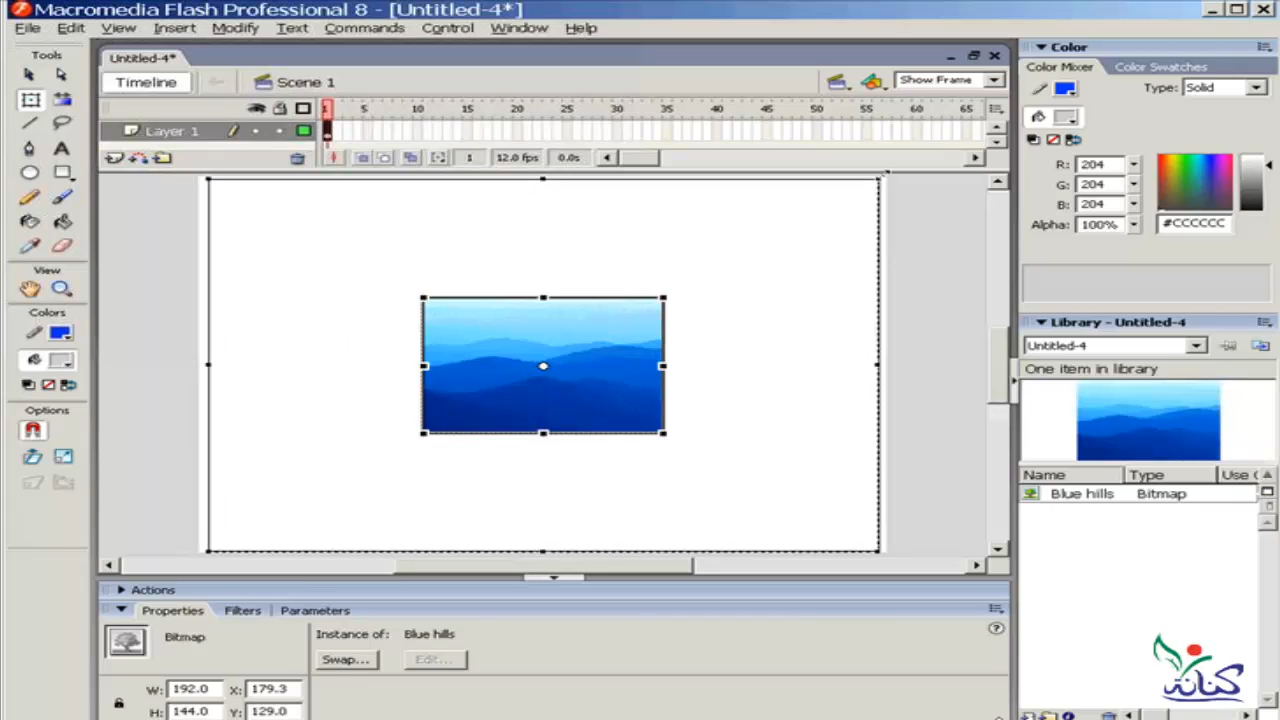 Macromedia Flash Professional 8 - [Untitled-4*]
File Edit View Insert Modify Text Commands Control Window Help
Tools
Untitled-4*
Timeline
Scene 1
Show Frame
1 5 10 15 20 25 30 35 40 45 50 55 60 65
Layer 1
1 12.0 fps 0.0s
View
Colors
Options
Color
Color Mixer Color Swatches
Type: Solid
R: 204
G: 204
B: 204
Alpha: 100% #CCCCCC
Library - Untitled-4
Untitled-4
One item in library
Name Type Use
Blue hills Bitmap
Actions
Properties Filters Parameters
Bitmap
Instance of: Blue hills
Swap... Edit...
W: 192.0 X: 179.3
H: 144.0 Y: 129.0
كنانة